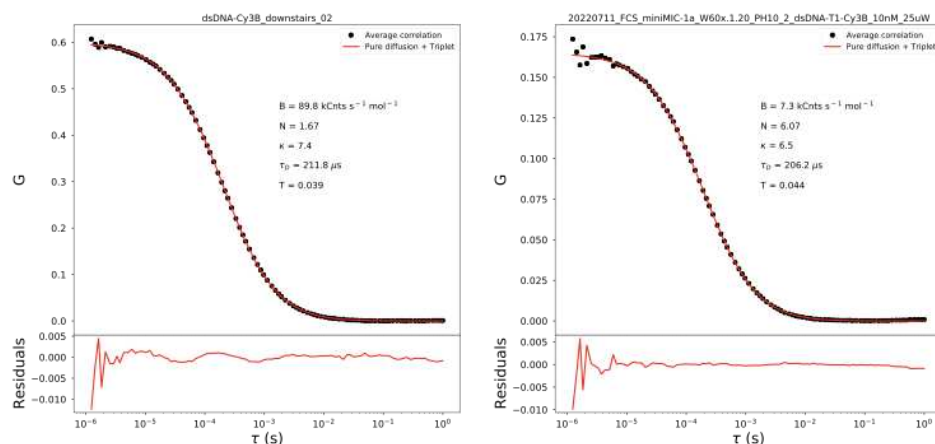 dsDNA-Cy3B_downstairs_02
Average correlation
Pure diffusion + Triplet
B = 89.8 kCnts s⁻¹ mol⁻¹
N = 1.67
κ = 7.4
τ_D = 211.8 μs
T = 0.039
G
0.6
0.5
0.4
0.3
0.2
0.1
0.0
Residuals
0.005
0.000
−0.005
−0.010
10⁻⁶ 10⁻⁵ 10⁻⁴ 10⁻³ 10⁻² 10⁻¹ 10⁰
τ (s)
20220711_FCS_miniMIC-1a_W60x.1.20_PH10_2_dsDNA-T1-Cy3B_10nM_25uW
Average correlation
Pure diffusion + Triplet
B = 7.3 kCnts s⁻¹ mol⁻¹
N = 6.07
κ = 6.5
τ_D = 206.2 μs
T = 0.044
G
0.175
0.150
0.125
0.100
0.075
0.050
0.025
0.000
Residuals
0.005
0.000
−0.005
−0.010
10⁻⁶ 10⁻⁵ 10⁻⁴ 10⁻³ 10⁻² 10⁻¹ 10⁰
τ (s)